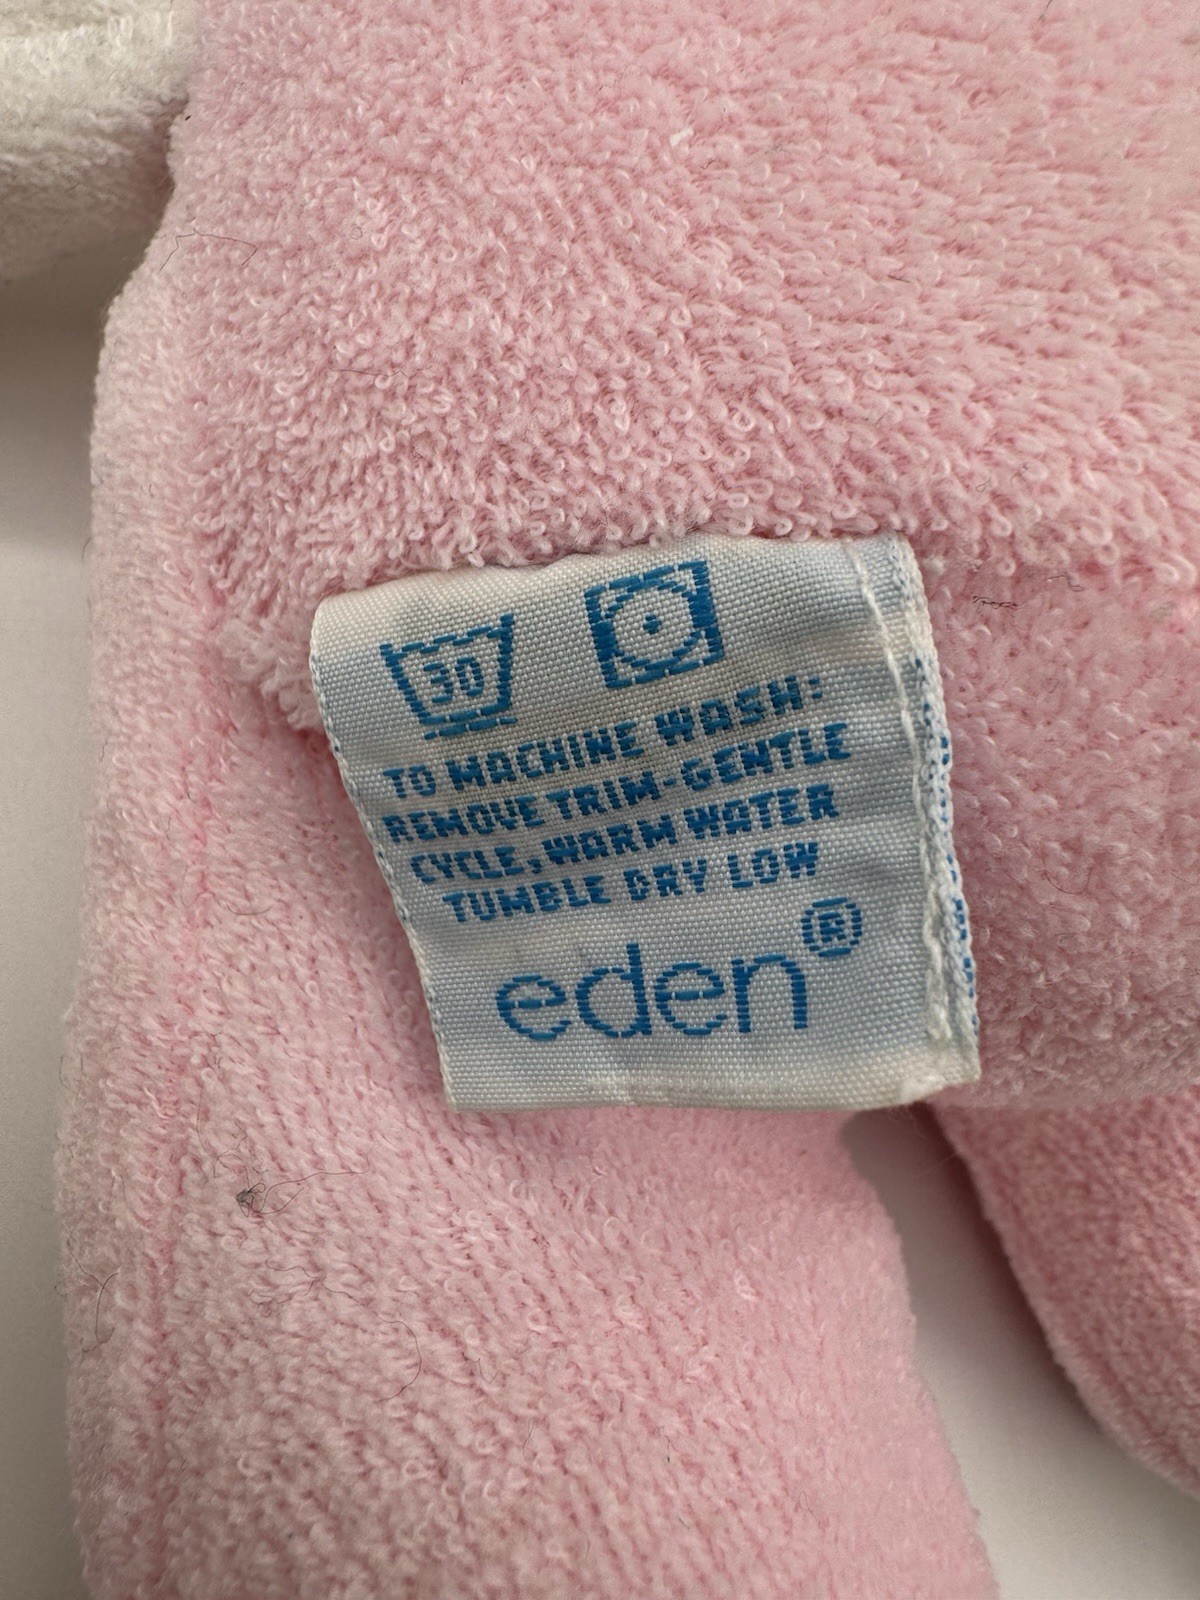 30
TO MACHINE WASH:
REMOVE TRIM-GENTLE
CYCLE, WARM WATER
TUMBLE DRY LOW
eden®